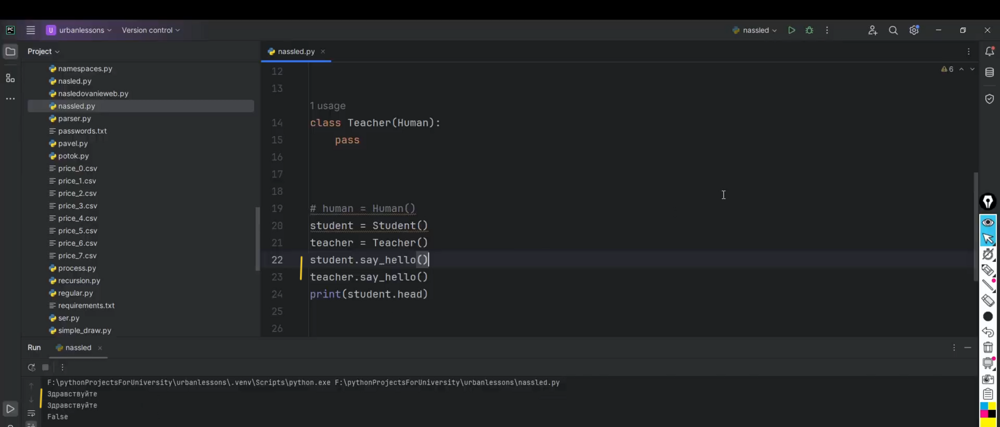 PC
U urbanlessons
Version control
nassled
Project
nassled.py
namespaces.py
nasled.py
nasledovanieweb.py
nassled.py
parser.py
passwords.txt
pavel.py
potok.py
price_0.csv
price_1.csv
price_2.csv
price_3.csv
price_4.csv
price_5.csv
price_6.csv
price_7.csv
process.py
recursion.py
regular.py
requirements.txt
ser.py
simple_draw.py
6
12
13
1 usage
14 class Teacher(Human):
15 pass
16
17
18
19 # human = Human()
20 student = Student()
21 teacher = Teacher()
22 student.say_hello()
23 teacher.say_hello()
24 print(student.head)
25
26
Run
nassled
F:\pythonProjectsForUniversity\urbanlessons\.venv\Scripts\python.exe F:\pythonProjectsForUniversity\urbanlessons\nassled.py
Здравствуйте
Здравствуйте
False